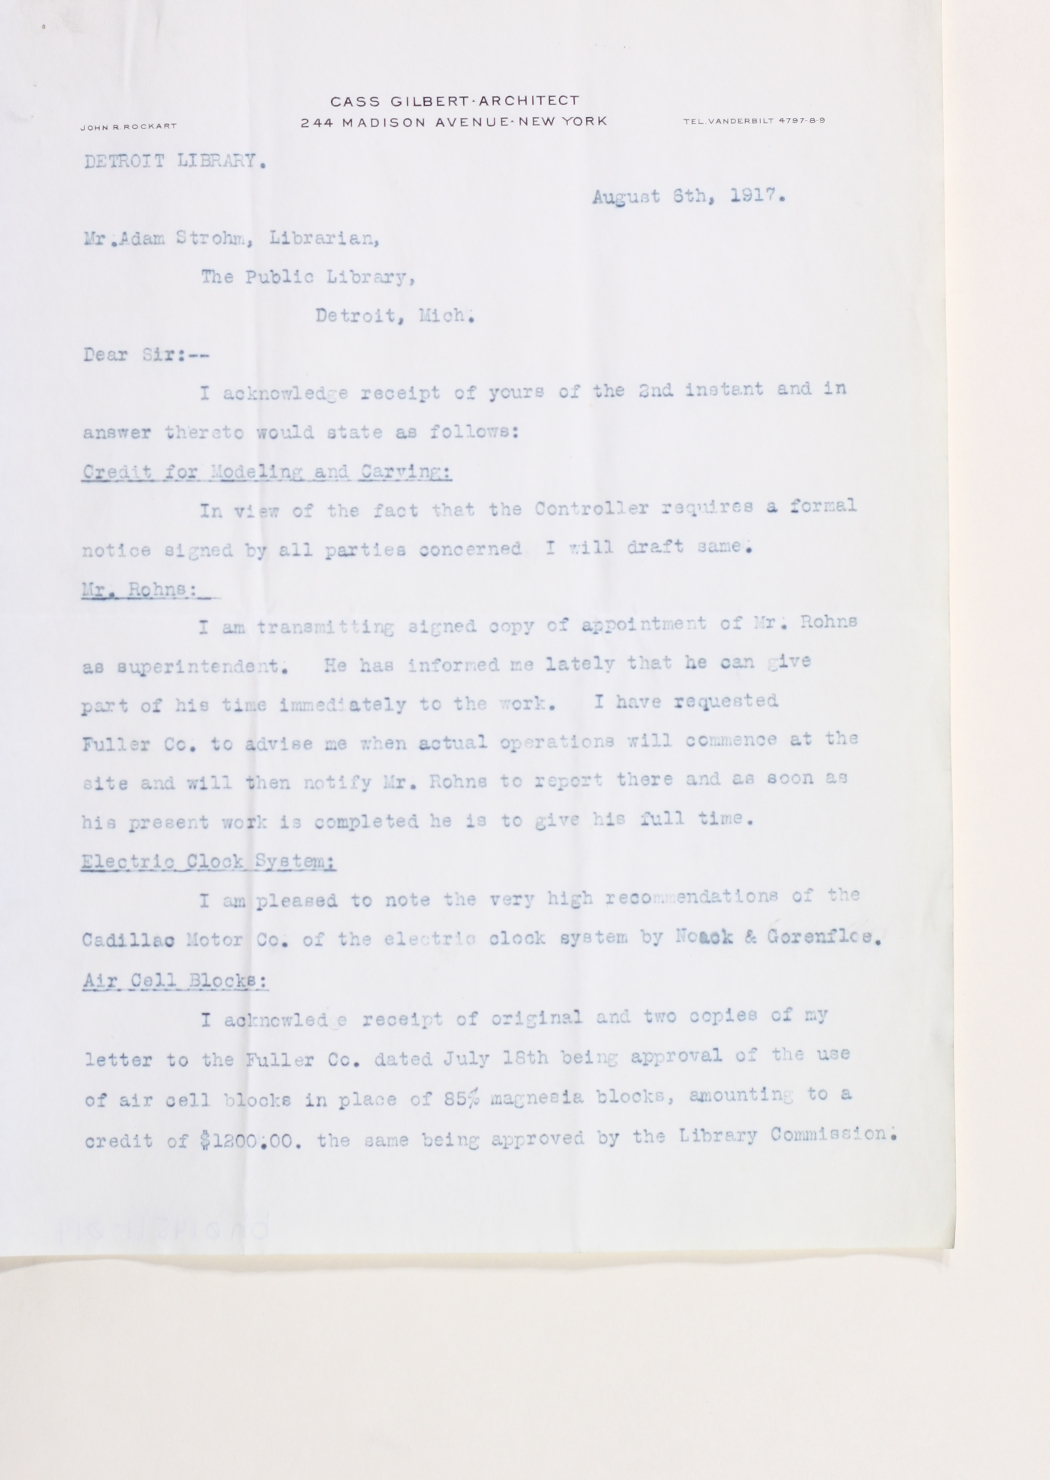 CASS GILBERT-ARCHITECT
244 MADISON AVENUE-NEW YORK
JOHN R. ROCKART
TEL. VANDERBILT 4797-8-9
DETROIT LIBRARY.
August 6th, 1917.
Mr.Adam Strohm, Librarian,
The Public Library,
Detroit, Mich.
Dear Sir:--
I acknowledge receipt of yours of the 2nd instant and in
answer thereto would state as follows:
Credit for Modeling and Carving:
In view of the fact that the Controller requires a formal
notice signed by all parties concerned I will draft same.
Mr. Rohns:
I am transmitting signed copy of appointment of Mr. Rohns
as superintendent. He has informed me lately that he can give
part of his time immediately to the work. I have requested
Fuller Co. to advise me when actual operations will commence at the
site and will then notify Mr. Rohns to report there and as soon as
his present work is completed he is to give his full time.
Electric Clock System:
I am pleased to note the very high recommendations of the
Cadillac Motor Co. of the electric clock system by Noack & Gorenfloe.
Air Cell Blocks:
I acknowledge receipt of original and two copies of my
letter to the Fuller Co. dated July 18th being approval of the use
of air cell blocks in place of 85% magnesia blocks, amounting to a
credit of $1200.00. the same being approved by the Library Commission.